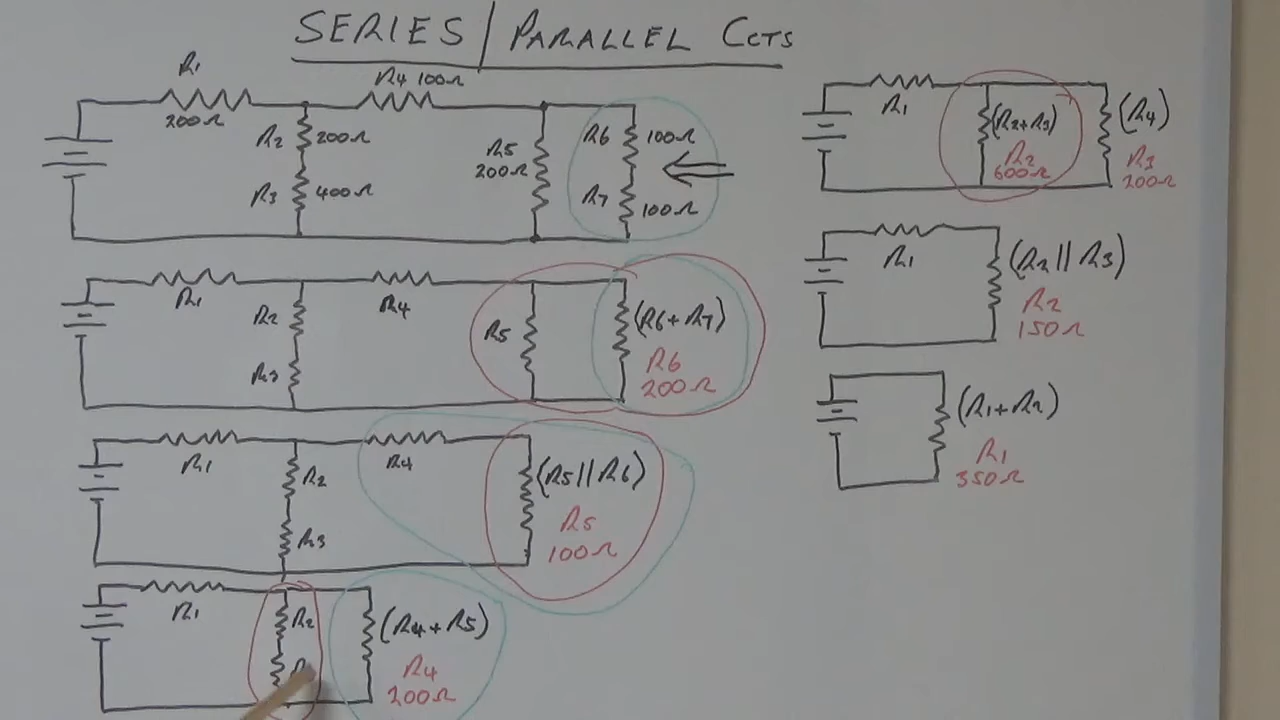 SERIES / PARALLEL CCTS
R1
200Ω
R4 100Ω
R2 200Ω
R3 400Ω
R5
200Ω
R6 100Ω
R7 100Ω
R1
R2
R3
R4
R5
(R6+R7)
R6
200Ω
R1
R2
R3
R4
(R5||R6)
R5
100Ω
R1
R2
(R4+R5)
R4
200Ω
R1
(R2+R3)
R2
600Ω
(R4)
R3
200Ω
R1
(R2||R3)
R2
150Ω
(R1+R2)
R1
350Ω